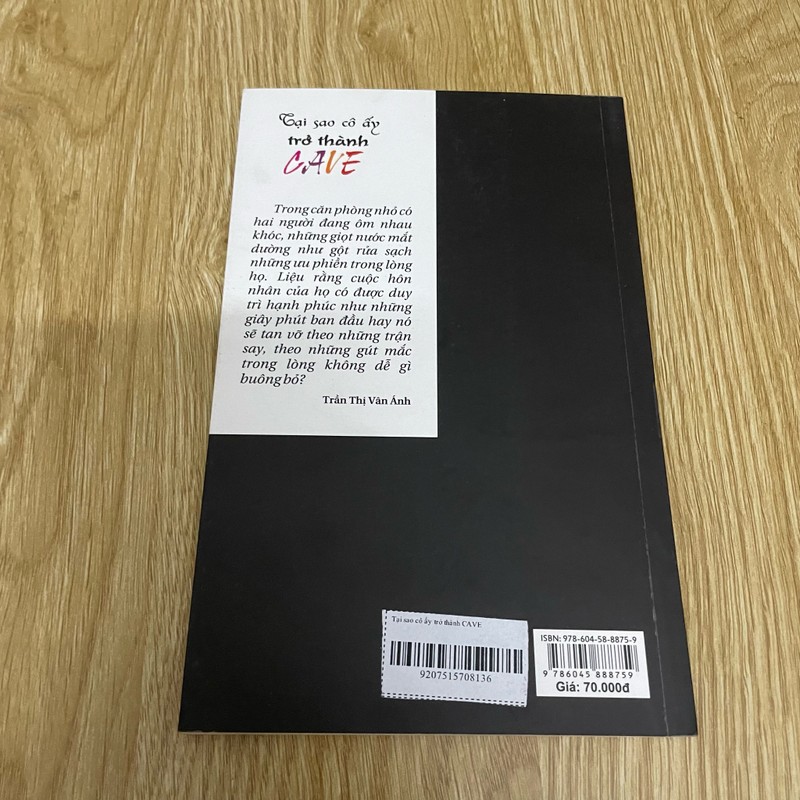 Tại sao cô ấy
trở thành
CAVE
Trong căn phòng nhỏ có
hai người đang ôm nhau
khóc, những giọt nước mắt
dường như gột rửa sạch
những ưu phiền trong lòng
họ. Liệu rằng cuộc hôn
nhân của họ có được duy
trì hạnh phúc như những
giây phút ban đầu hay nó
sẽ tan vỡ theo những trận
say, theo những gút mắc
trong lòng không dễ gì
buông bỏ?
Trần Thị Vân Ánh
Tại sao cô ấy trở thành CAVE
9207515708136
ISBN: 978-604-58-8875-9
9 786045 888759
Giá: 70.000đ